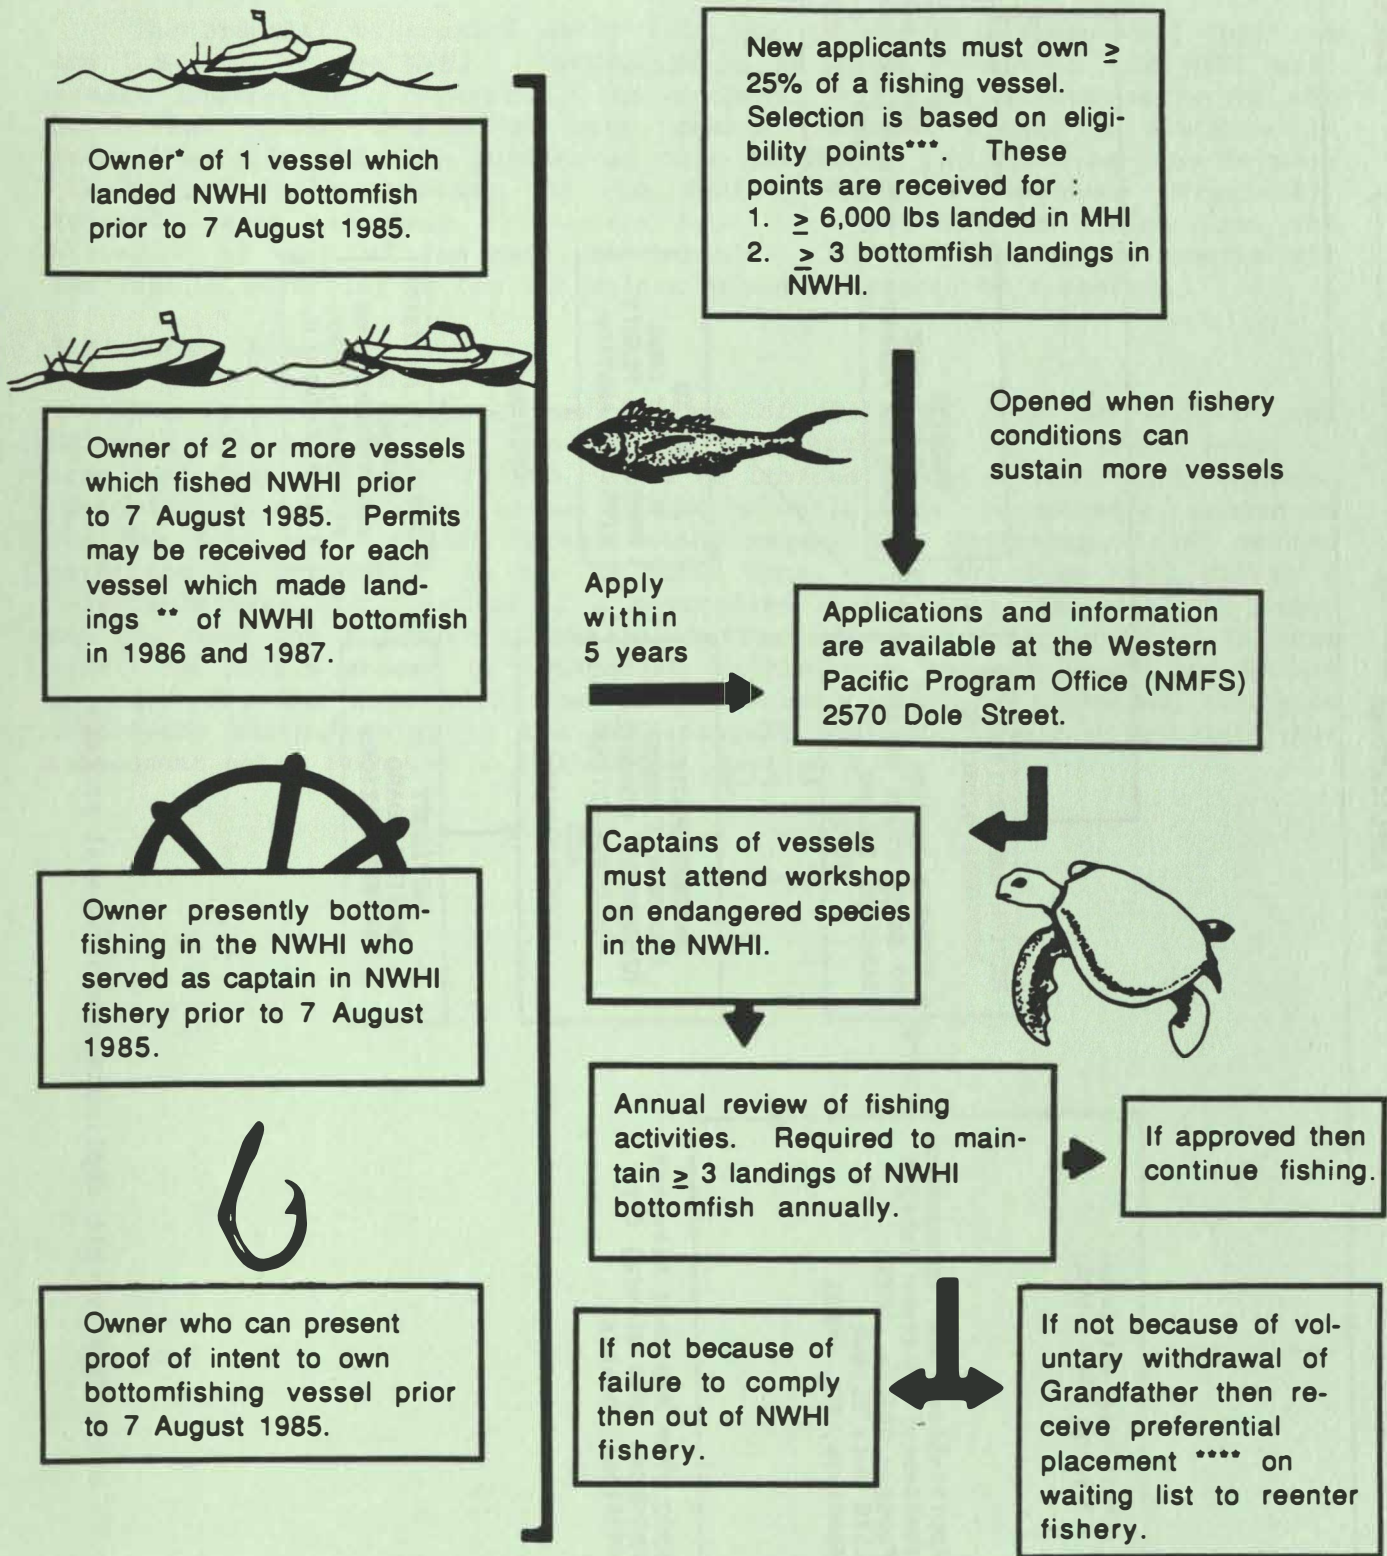 Owner* of 1 vessel which
landed NWHI bottomfish
prior to 7 August 1985.
Owner of 2 or more vessels
which fished NWHI prior
to 7 August 1985. Permits
may be received for each
vessel which made land-
ings ** of NWHI bottomfish
in 1986 and 1987.
Owner presently bottom-
fishing in the NWHI who
served as captain in NWHI
fishery prior to 7 August
1985.
Owner who can present
proof of intent to own
bottomfishing vessel prior
to 7 August 1985.
New applicants must own ≥
25% of a fishing vessel.
Selection is based on eligi-
bility points***. These
points are received for :
1. ≥ 6,000 lbs landed in MHI
2. ≥ 3 bottomfish landings in
NWHI.
Opened when fishery
conditions can
sustain more vessels
Apply
within
5 years
Applications and information
are available at the Western
Pacific Program Office (NMFS)
2570 Dole Street.
Captains of vessels
must attend workshop
on endangered species
in the NWHI.
Annual review of fishing
activities. Required to main-
tain ≥ 3 landings of NWHI
bottomfish annually.
If approved then
continue fishing.
If not because of
failure to comply
then out of NWHI
fishery.
If not because of vol-
untary withdrawal of
Grandfather then re-
ceive preferential
placement **** on
waiting list to reenter
fishery.